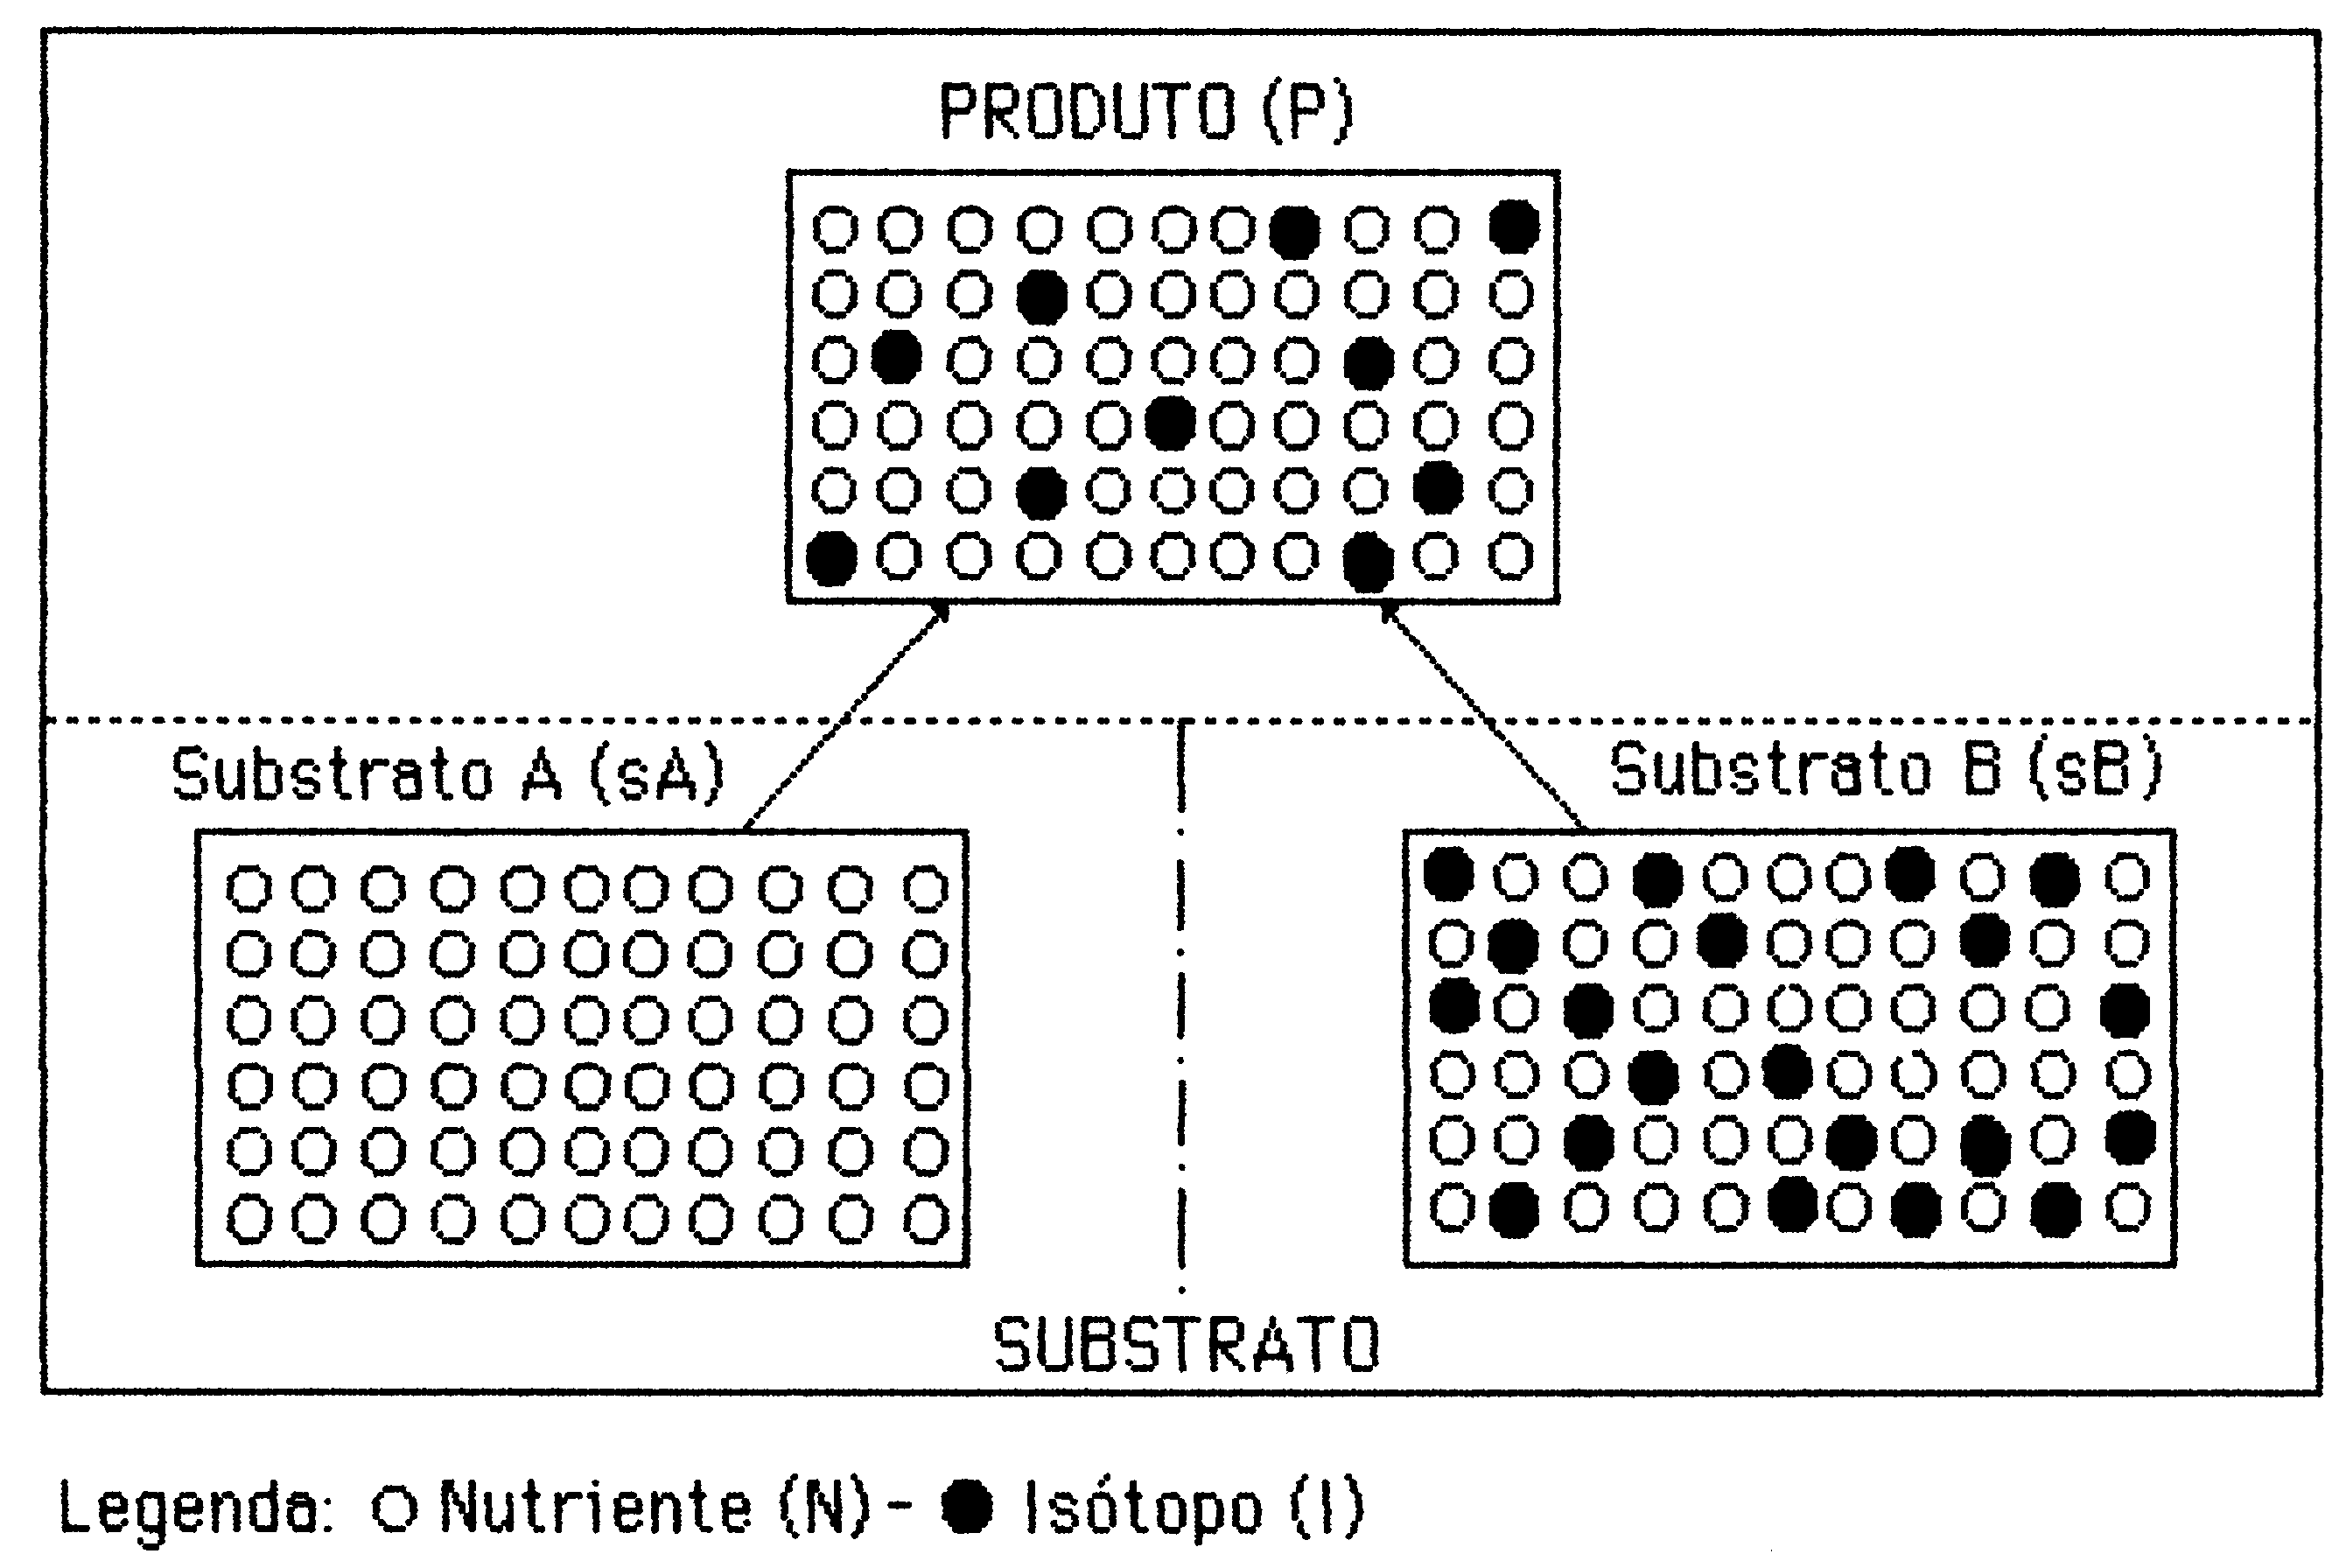 PRODUTO (P)
Substrato A (sA)
Substrato B (sB)
SUBSTRATO
Legenda: Nutriente (N) - Isótopo (I)